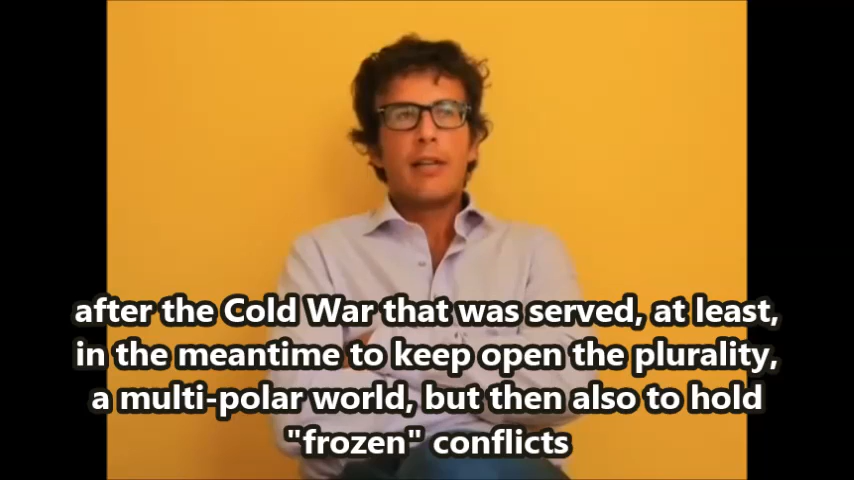 after the Cold War that was served, at least,
in the meantime to keep open the plurality,
a multi-polar world, but then also to hold
"frozen" conflicts